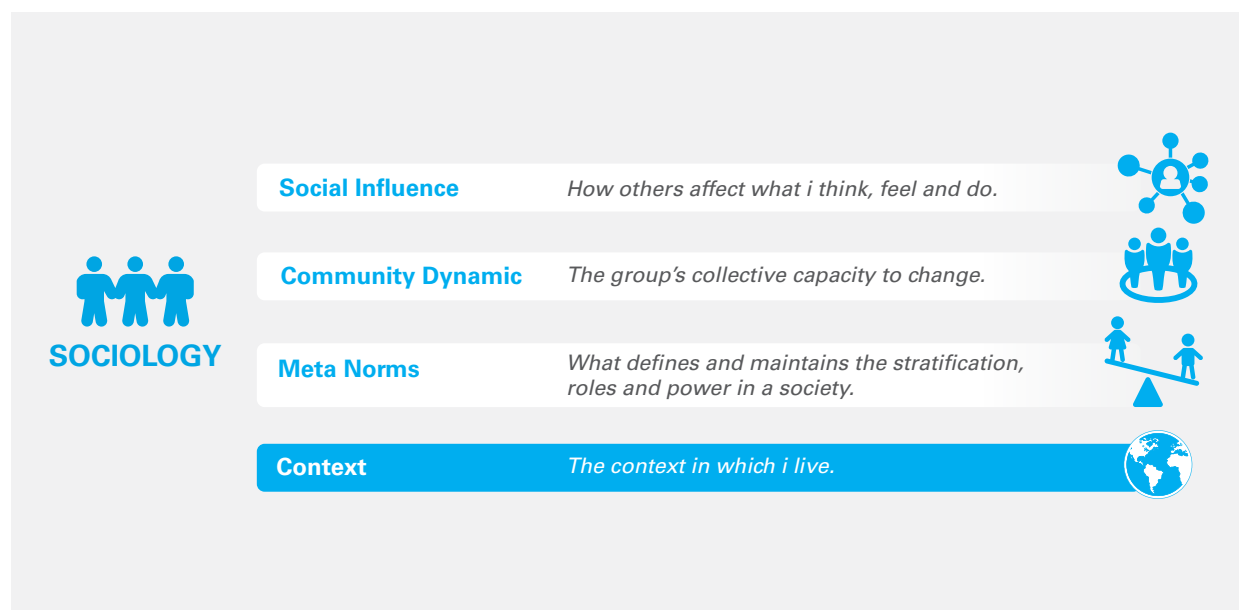 Social Influence
How others affect what i think, feel and do.
Community Dynamic
The group’s collective capacity to change.
SOCIOLOGY
Meta Norms
What defines and maintains the stratification,
roles and power in a society.
Context
The context in which i live.